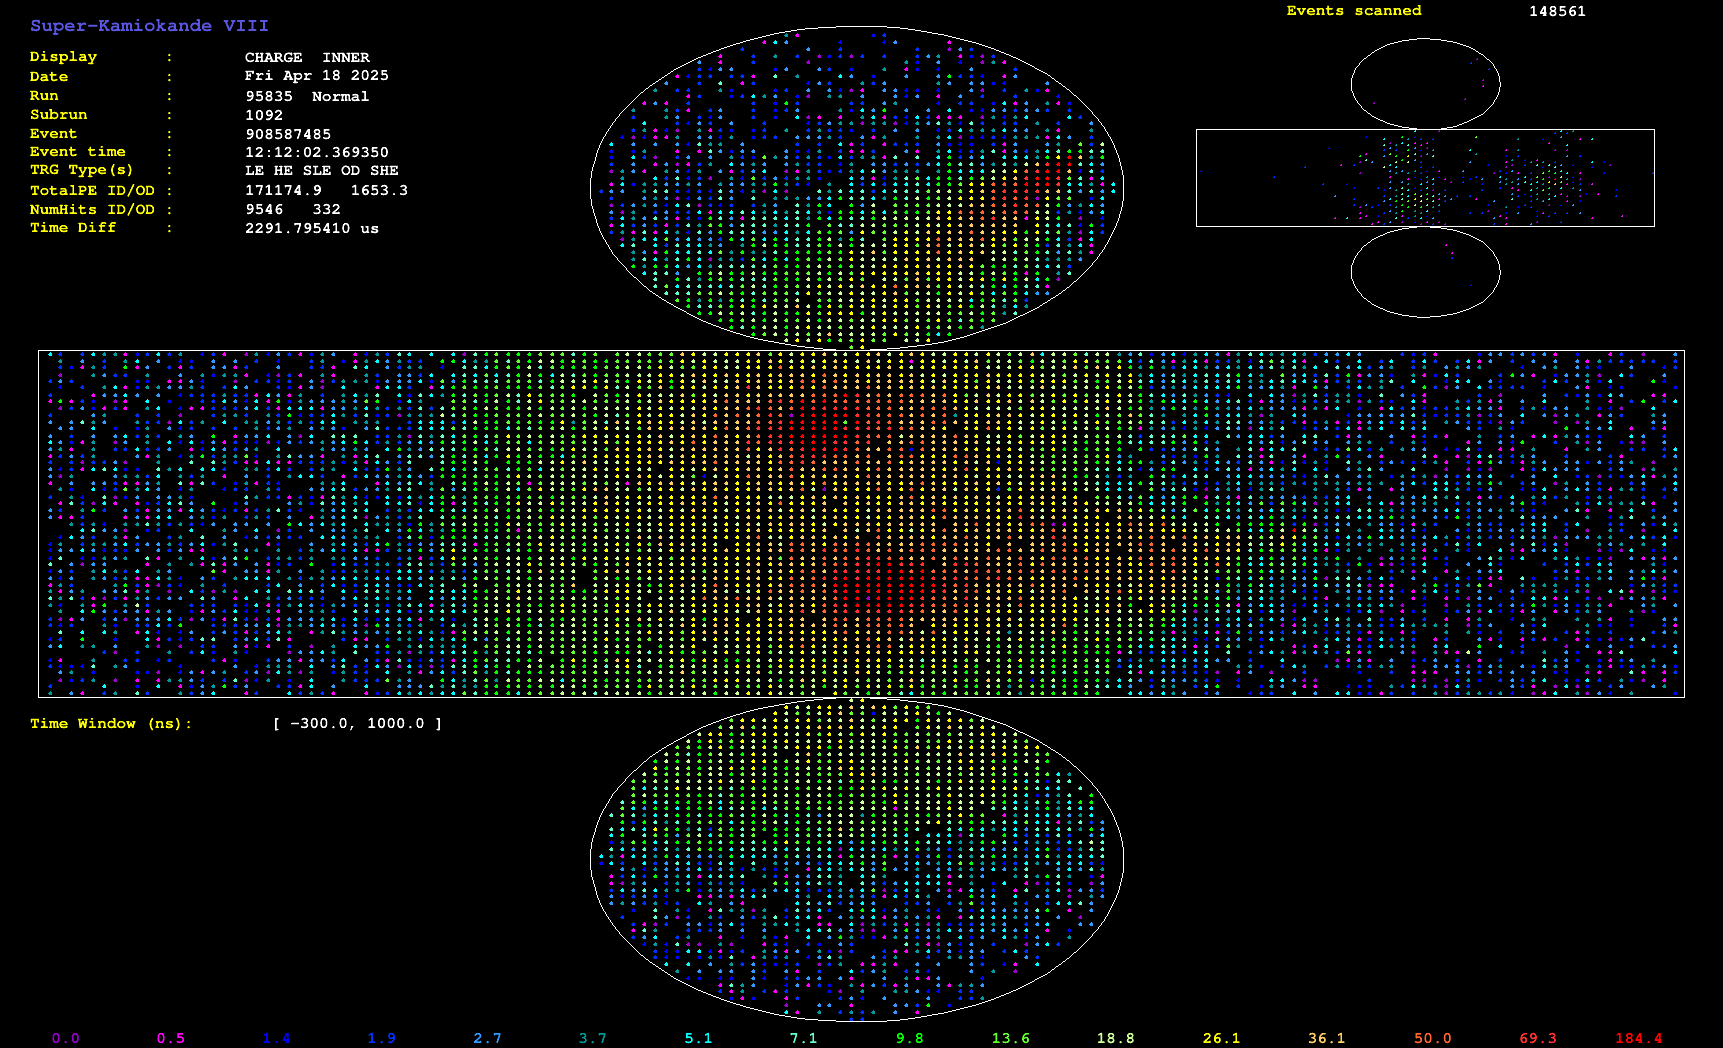 Super-Kamiokande VIII
Events scanned 148561
Display : CHARGE INNER
Date : Fri Apr 18 2025
Run : 95835 Normal
Subrun : 1092
Event : 908587485
Event time : 12:12:02.369350
TRG Type(s) : LE HE SLE OD SHE
TotalPE ID/OD : 171174.9 1653.3
NumHits ID/OD : 9546 332
Time Diff : 2291.795410 us
Time Window (ns): [ -300.0, 1000.0 ]
0.0 0.5 1.4 1.9 2.7 3.7 5.1 7.1 9.8 13.6 18.8 26.1 36.1 50.0 69.3 184.4